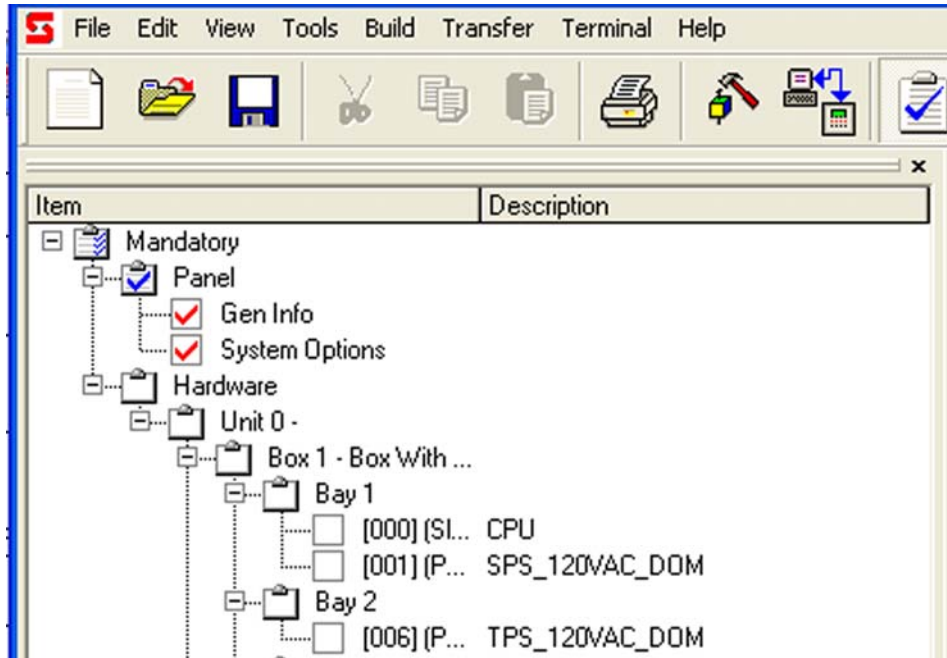 File Edit View Tools Build Transfer Terminal Help
Item Description
Mandatory
Panel
Gen Info
System Options
Hardware
Unit 0 -
Box 1 - Box With ...
Bay 1
[000] (Sl... CPU
[001] (P... SPS_120VAC_DOM
Bay 2
[006] (P... TPS_120VAC_DOM